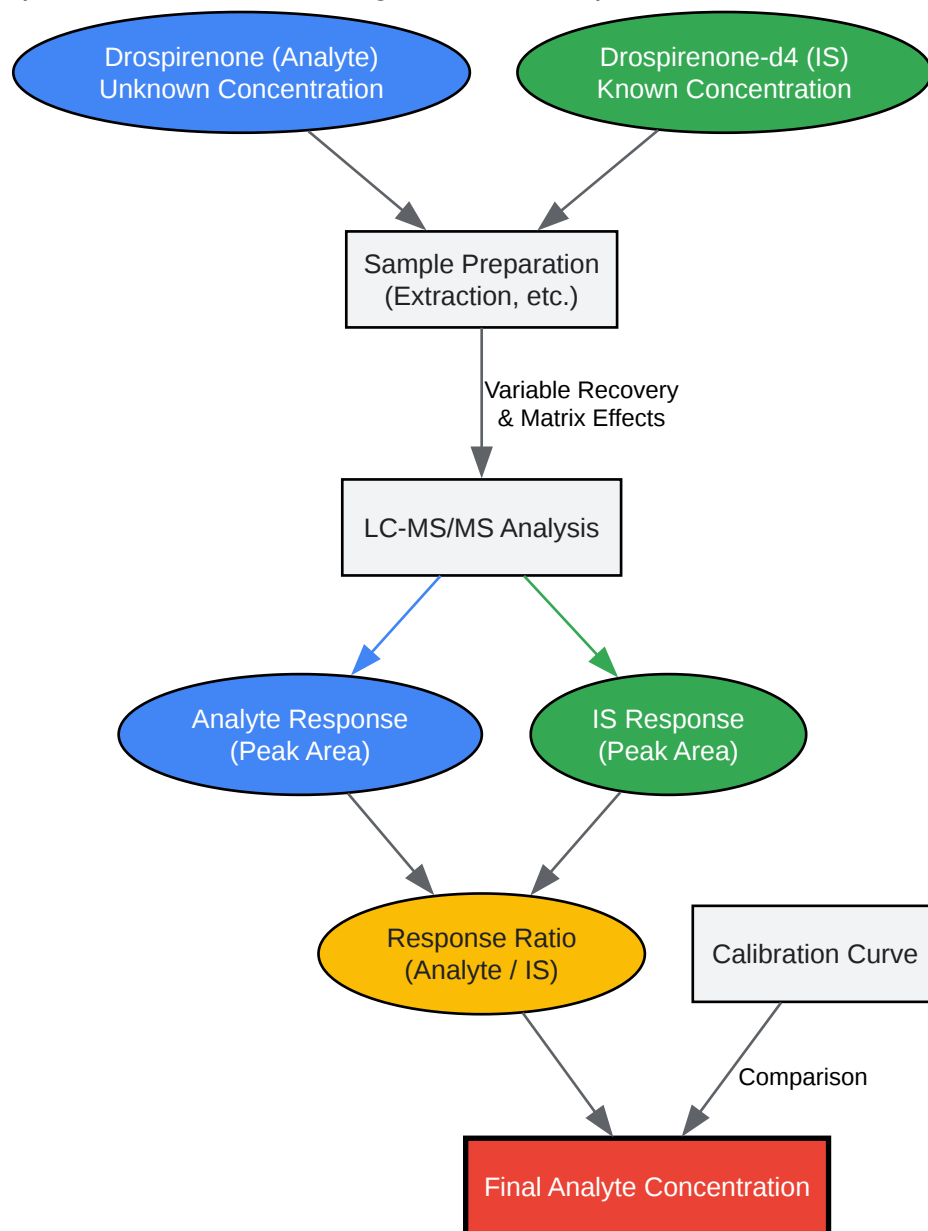 Drospirenone (Analyte)
Unknown Concentration
Drospirenone-d4 (IS)
Known Concentration
Sample Preparation
(Extraction, etc.)
Variable Recovery
& Matrix Effects
LC-MS/MS Analysis
Analyte Response
(Peak Area)
IS Response
(Peak Area)
Response Ratio
(Analyte / IS)
Calibration Curve
Comparison
Final Analyte Concentration